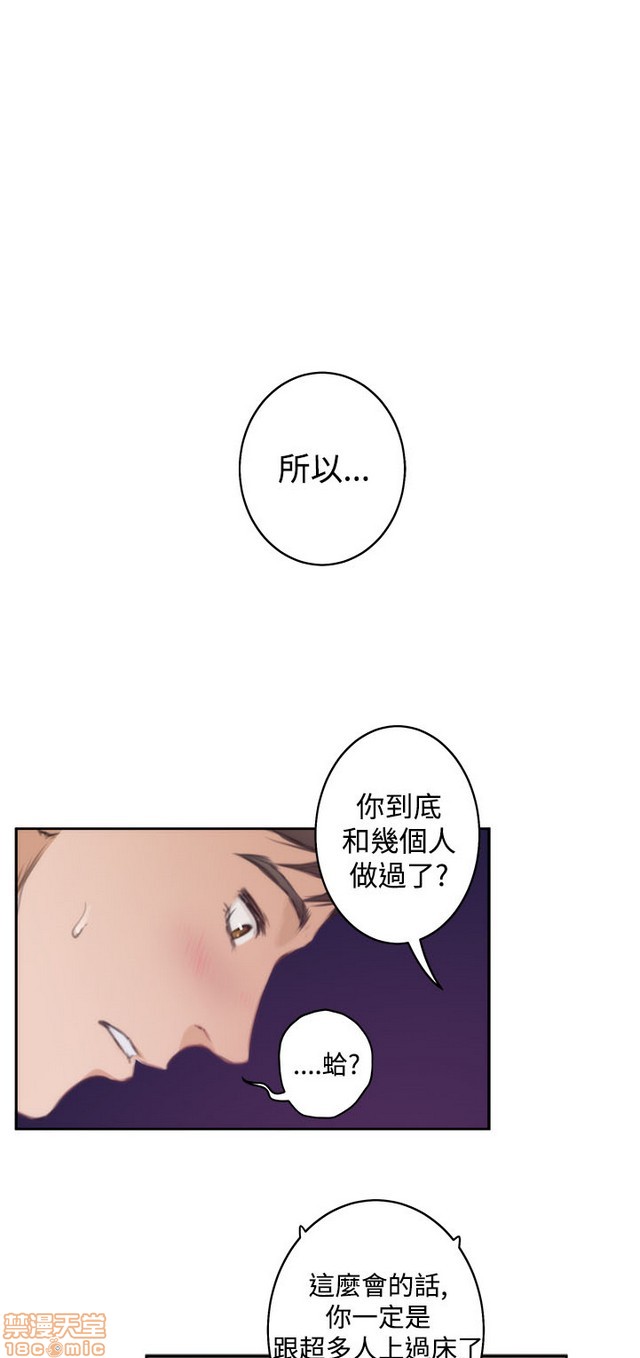 所以...
你到底
和幾個人
做過了?
....蛤?
這麼會的話,
你一定是
跟超多人上過床了
禁漫天堂
18comic